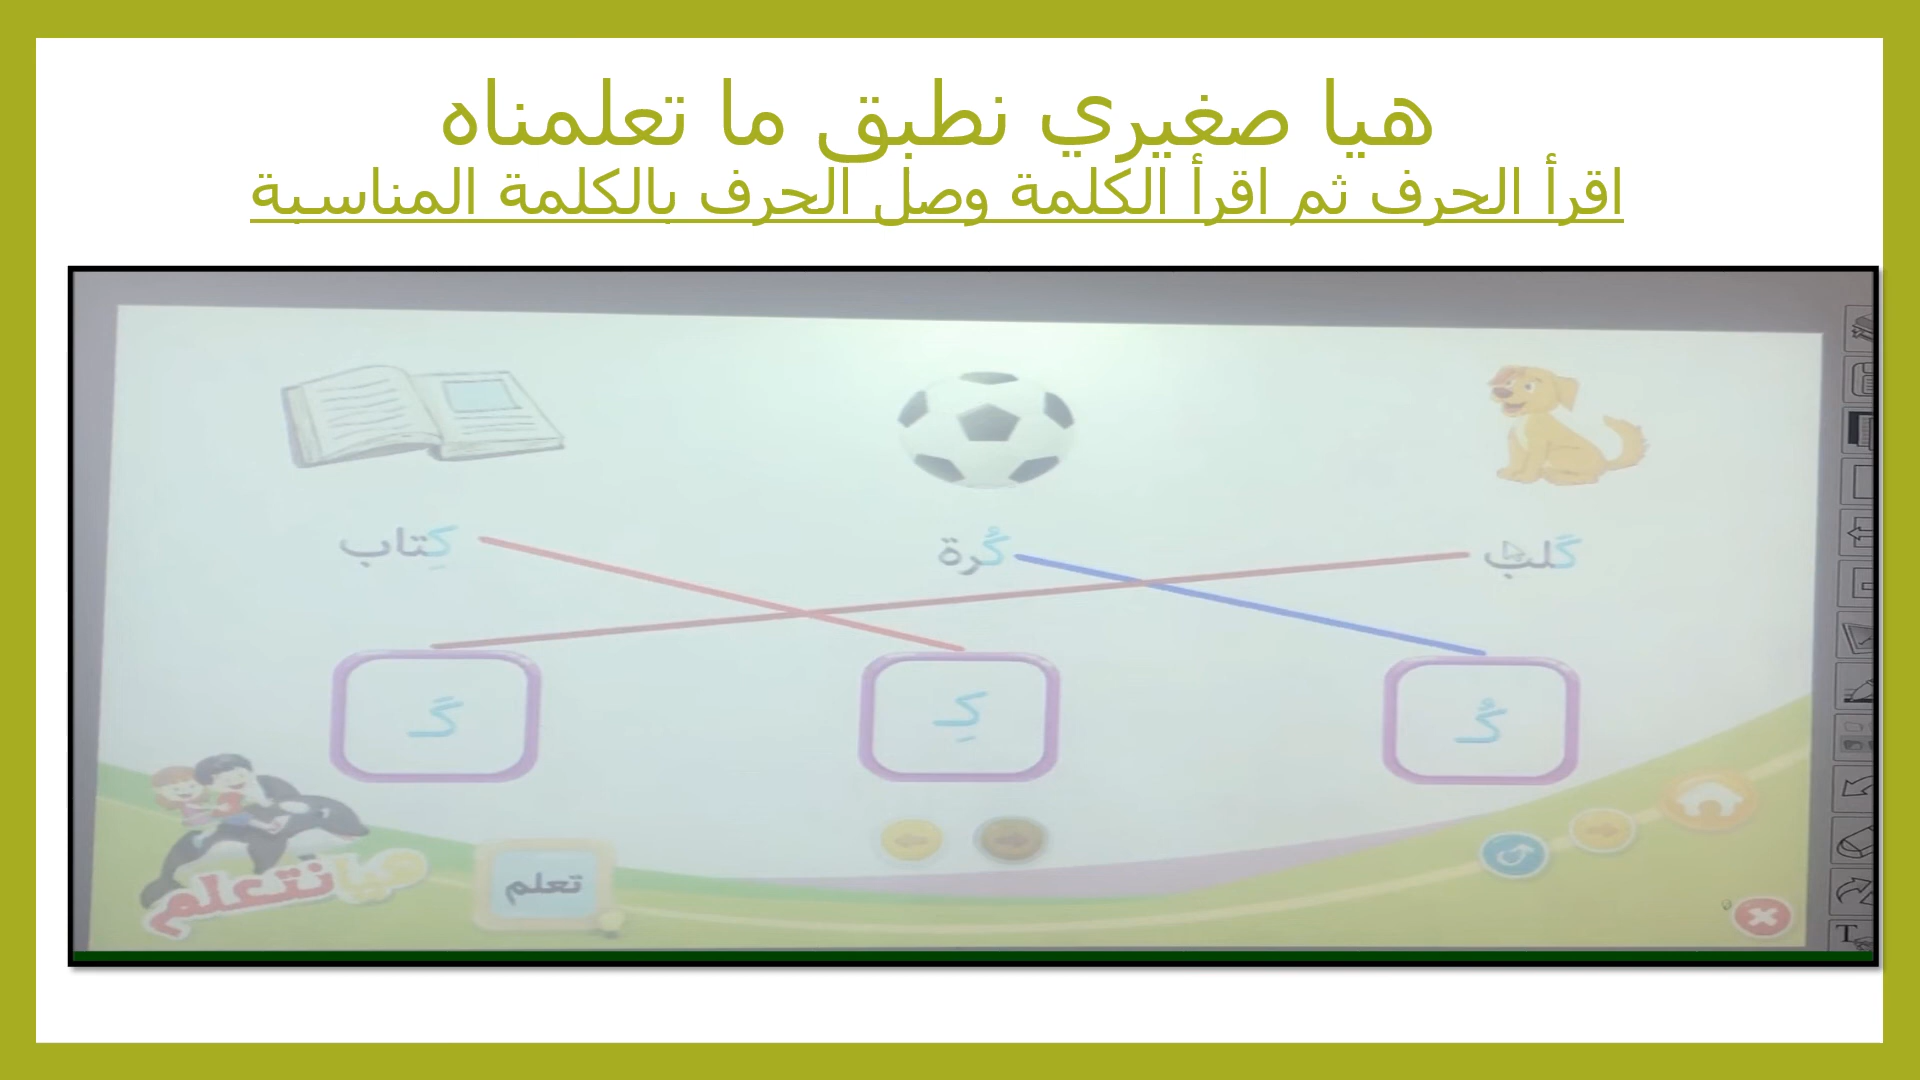 هيا صغيري نطبق ما تعلمناه
اقرأ الحرف ثم اقرأ الكلمة وصل الحرف بالكلمة المناسبة
كَلب
كُرة
كِتاب
كُـ
كِـ
كَـ
هيا نتعلم
تعلم
T